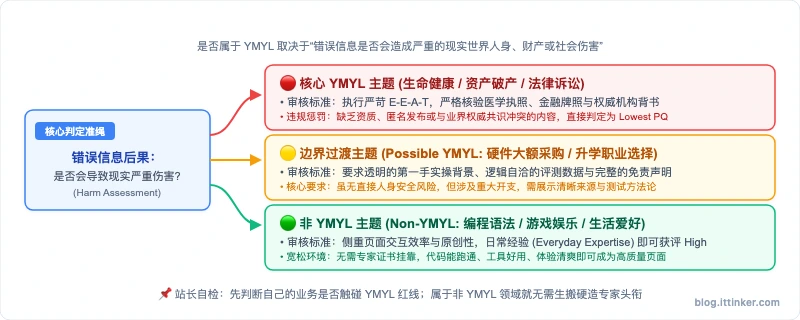 是否属于 YMYL 取决于“错误信息是否会造成严重的现实世界人身、财产或社会伤害”
核心判定准绳
错误信息后果：
是否会导致现实严重伤害?
(Harm Assessment)
核心 YMYL 主题 (生命健康 / 资产破产 / 法律诉讼)
• 审核标准：执行严苛 E-E-A-T，严格核验医学执照、金融牌照与权威机构背书
• 违规惩罚：缺乏资质、匿名发布或与业界权威共识冲突的内容，直接判定为 Lowest PQ
边界过渡主题 (Possible YMYL: 硬件大额采购 / 升学职业选择)
• 审核标准：要求透明的第一手实操背景、逻辑自洽的评测数据与完整的免责声明
• 核心要求：虽无直接人身安全风险，但涉及重大开支，需展示清晰来源与测试方法论
非 YMYL 主题 (Non-YMYL: 编程语法 / 游戏娱乐 / 生活爱好)
• 审核标准：侧重页面交互效率与原创性，日常经验 (Everyday Expertise) 即可获评 High
• 宽松环境：无需专家证书挂靠，代码能跑通、工具好用、体验清爽即可成为高质量页面
📌 站长自检：先判断自己的业务是否触碰 YMYL 红线；属于非 YMYL 领域就无需生搬硬造专家头衔
blog.ittinker.com